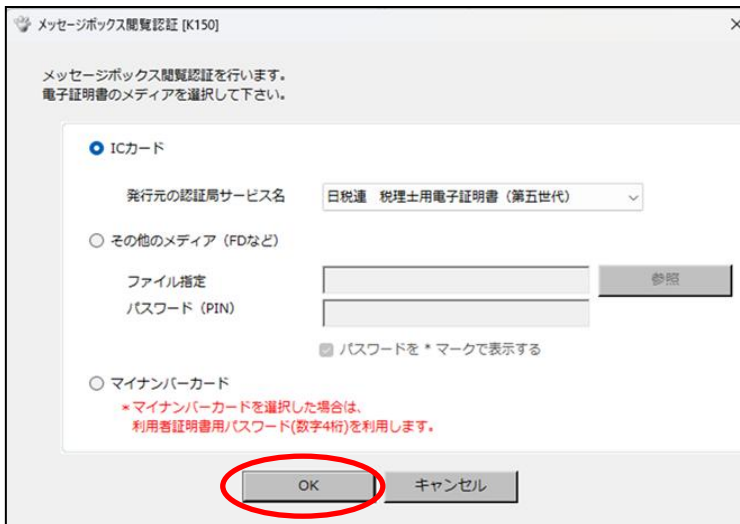 メッセージボックス閲覧認証 [K150]
メッセージボックス閲覧認証を行います。
電子証明書のメディアを選択して下さい。
ICカード
発行元の認証局サービス名 日税連 税理士用電子証明書（第五世代）
その他のメディア（FDなど）
ファイル指定 参照
パスワード（PIN）
パスワードを * マークで表示する
マイナンバーカード
*マイナンバーカードを選択した場合は、
利用者証明書用パスワード(数字4桁)を利用します。
OK キャンセル